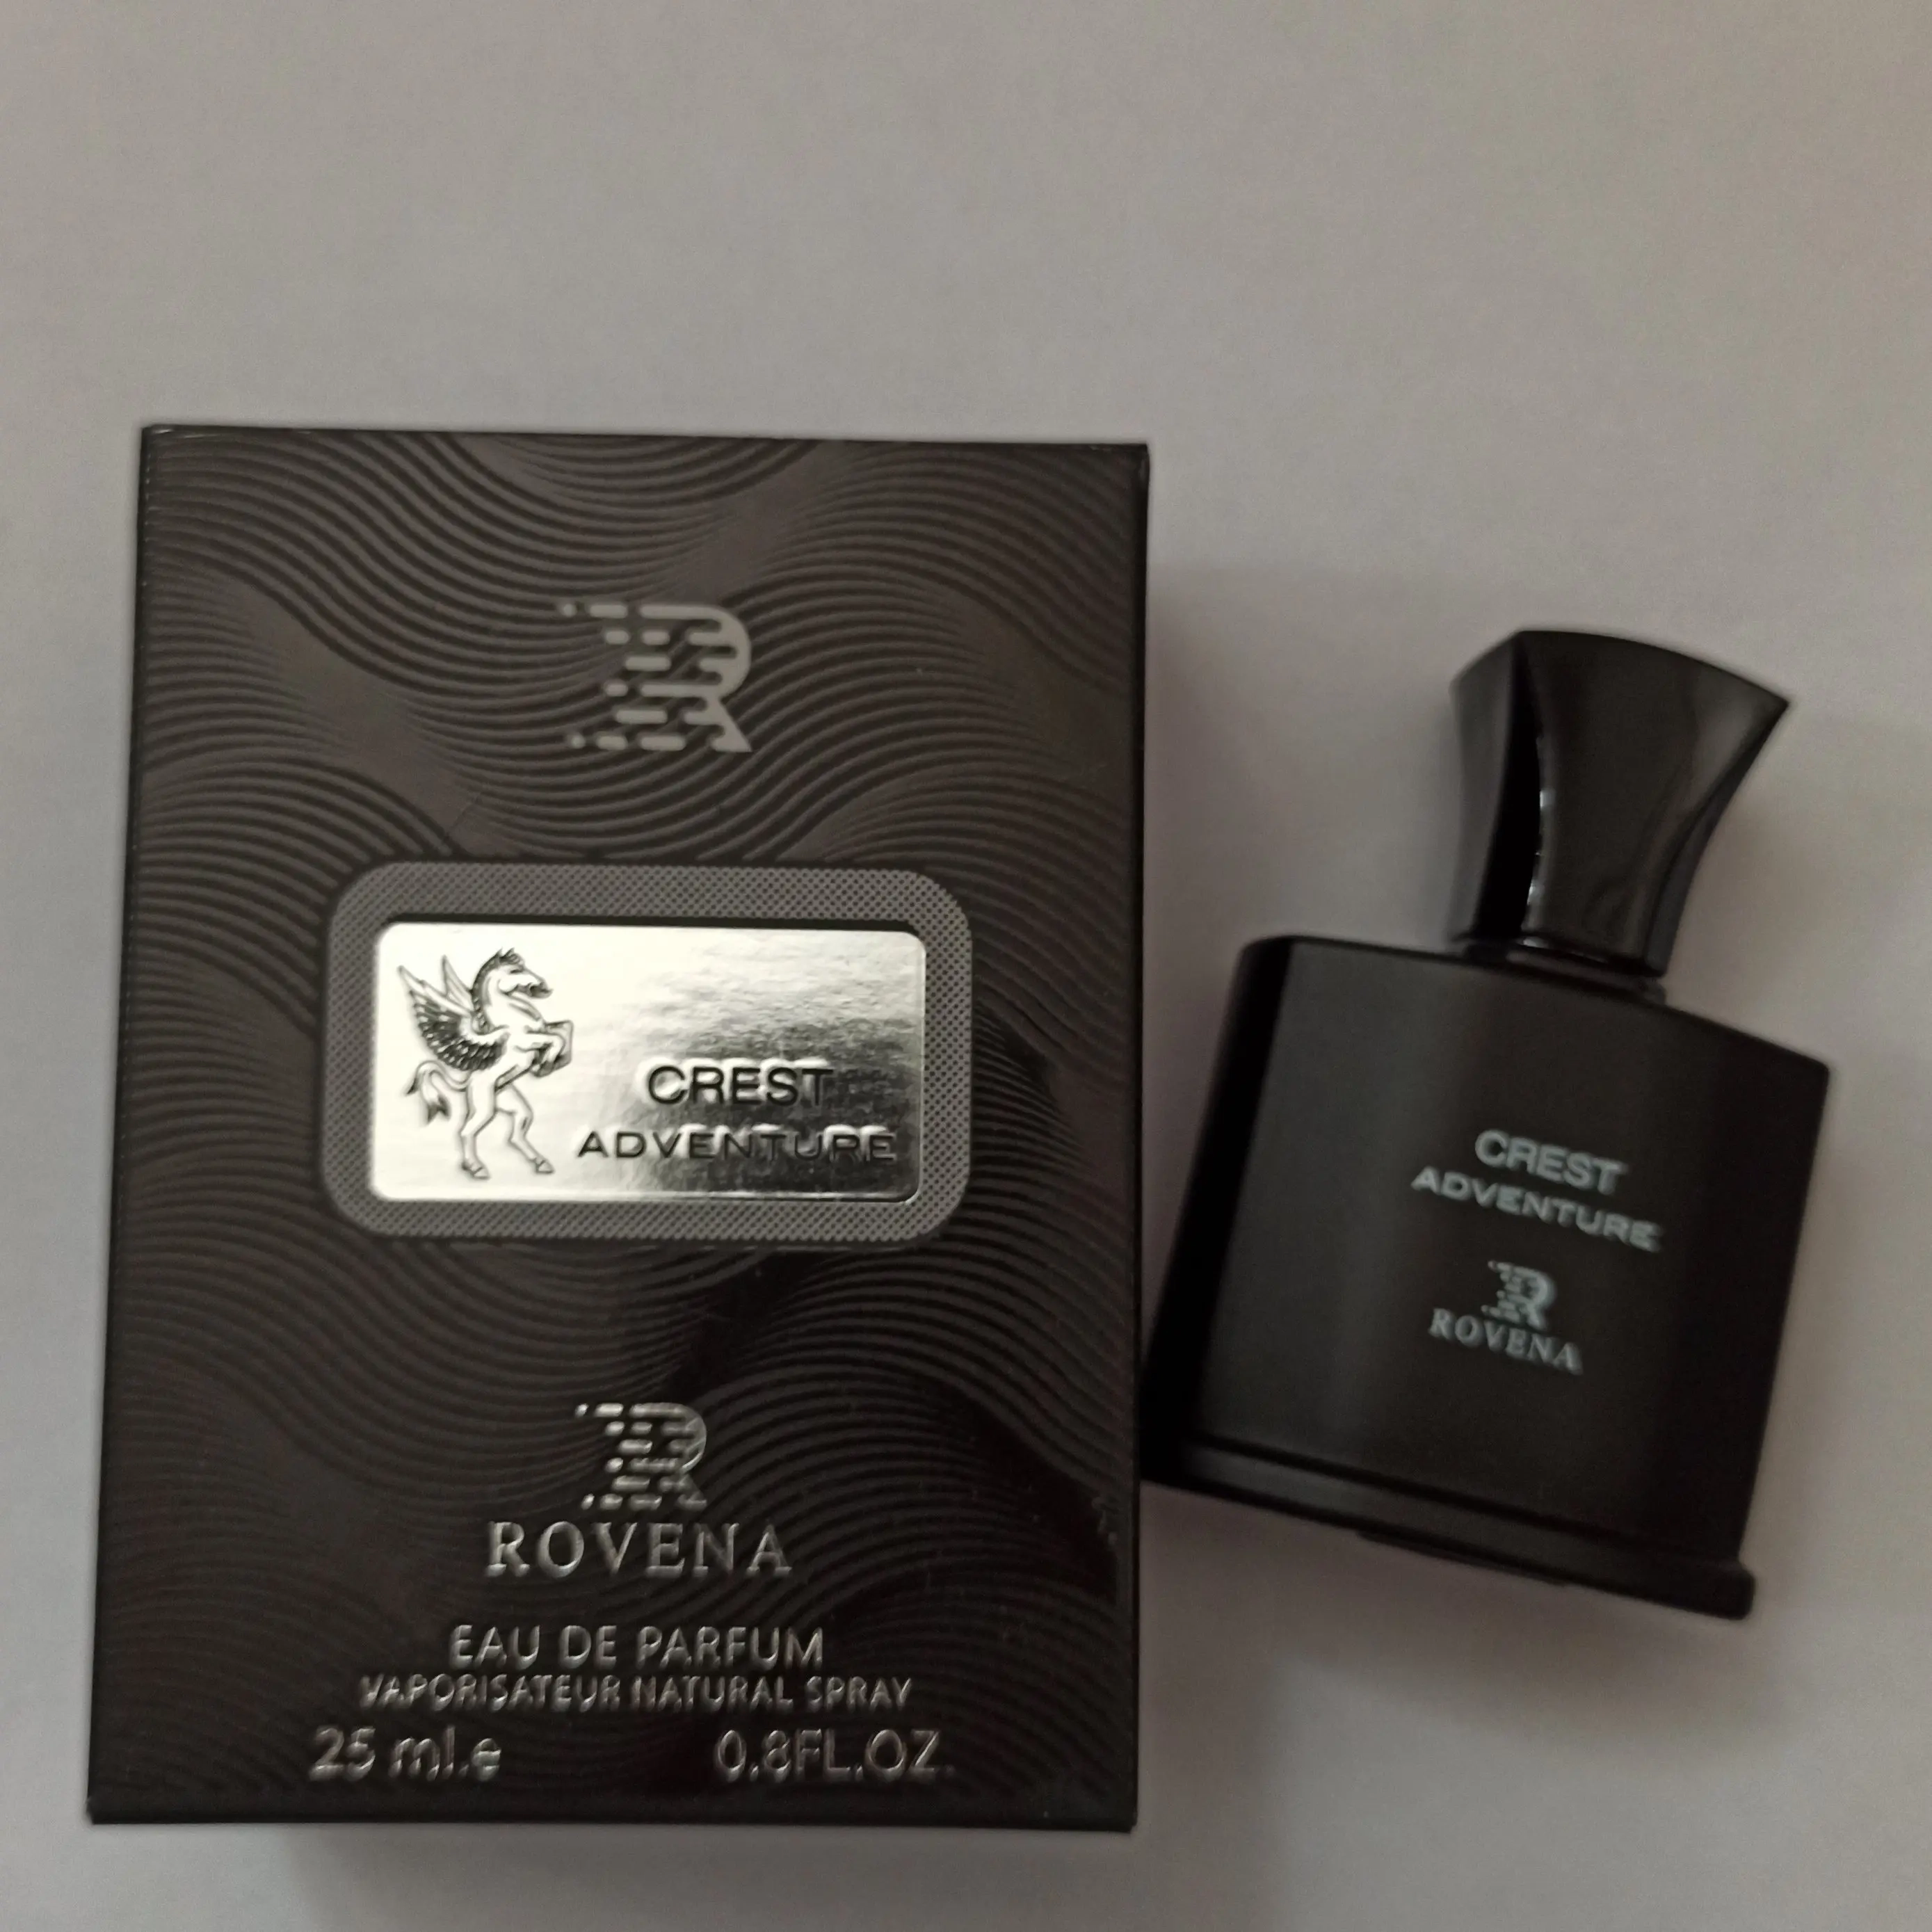 R
CREST
ADVENTURE
R
ROVENA
EAU DE PARFUM
VAPORISATEUR NATURAL SPRAY
25 ml.e 0.8FL.OZ.
CREST
ADVENTURE
R
ROVENA